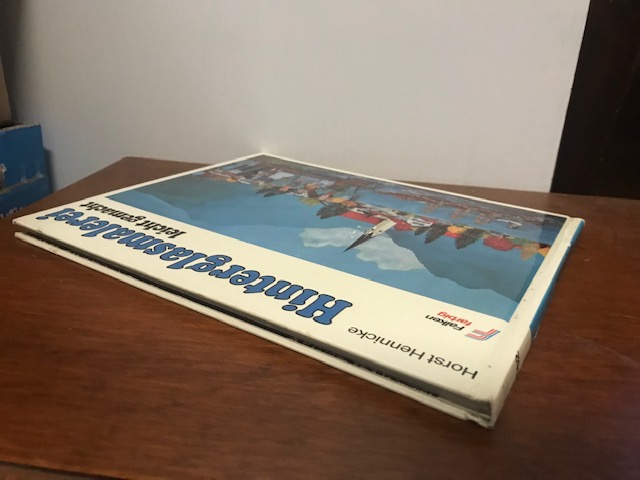 Horst Hennicke
Hinterglasmalerei
leicht gemacht
Falken
farbig